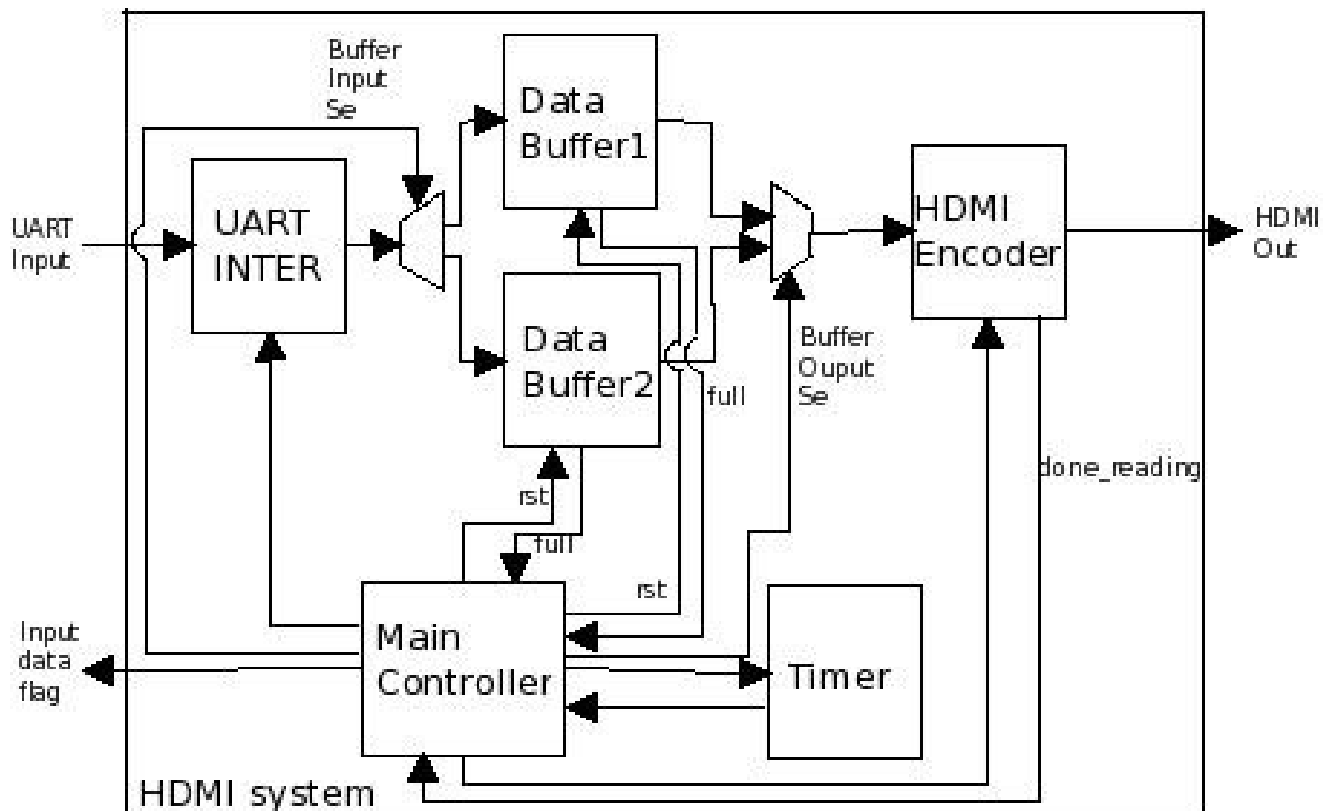 Buffer
Input
Se
Data
Buffer1
UART
Input
UART
INTER
HDMI
Encoder
HDMI
Out
Data
Buffer2
full
Buffer
Ouput
Se
done_reading
rst
full
rst
Input
data
flag
Main
Controller
Timer
HDMI system